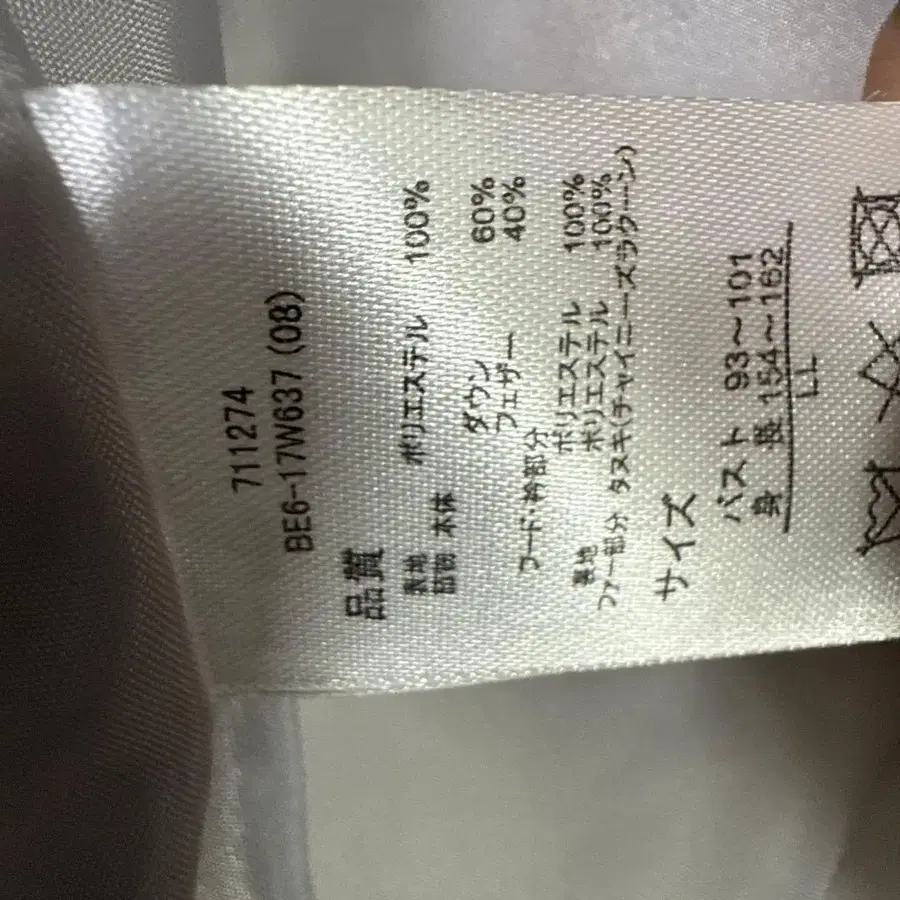 711274
BE6-17W637 (08)
品質
表地 ポリエステル 100%
詰物 本体
ダウン 60%
フェザー 40%
フード・衿部分
ポリエステル 100%
裏地 ポリエステル 100%
ファー部分 タヌキ(チャイニーズラクーン)
サイズ
バスト 93〜101
身長 154〜162
LL